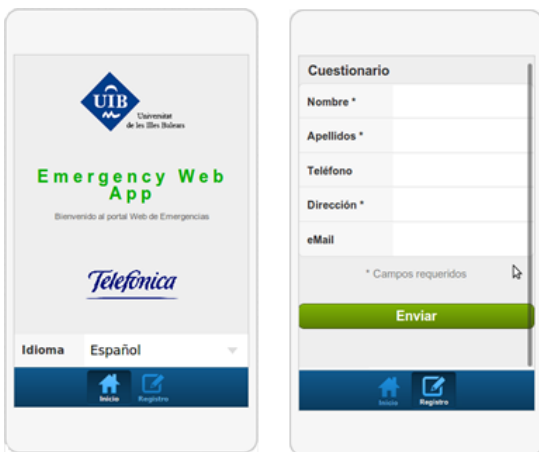 UIB
Universitat
de les Illes Balears
Emergency Web
App
Bienvenido al portal Web de Emergencias
Telefónica
Idioma Español
Inicio Registro
Cuestionario
Nombre *
Apellidos *
Teléfono
Dirección *
eMail
* Campos requeridos
Enviar
Inicio Registro